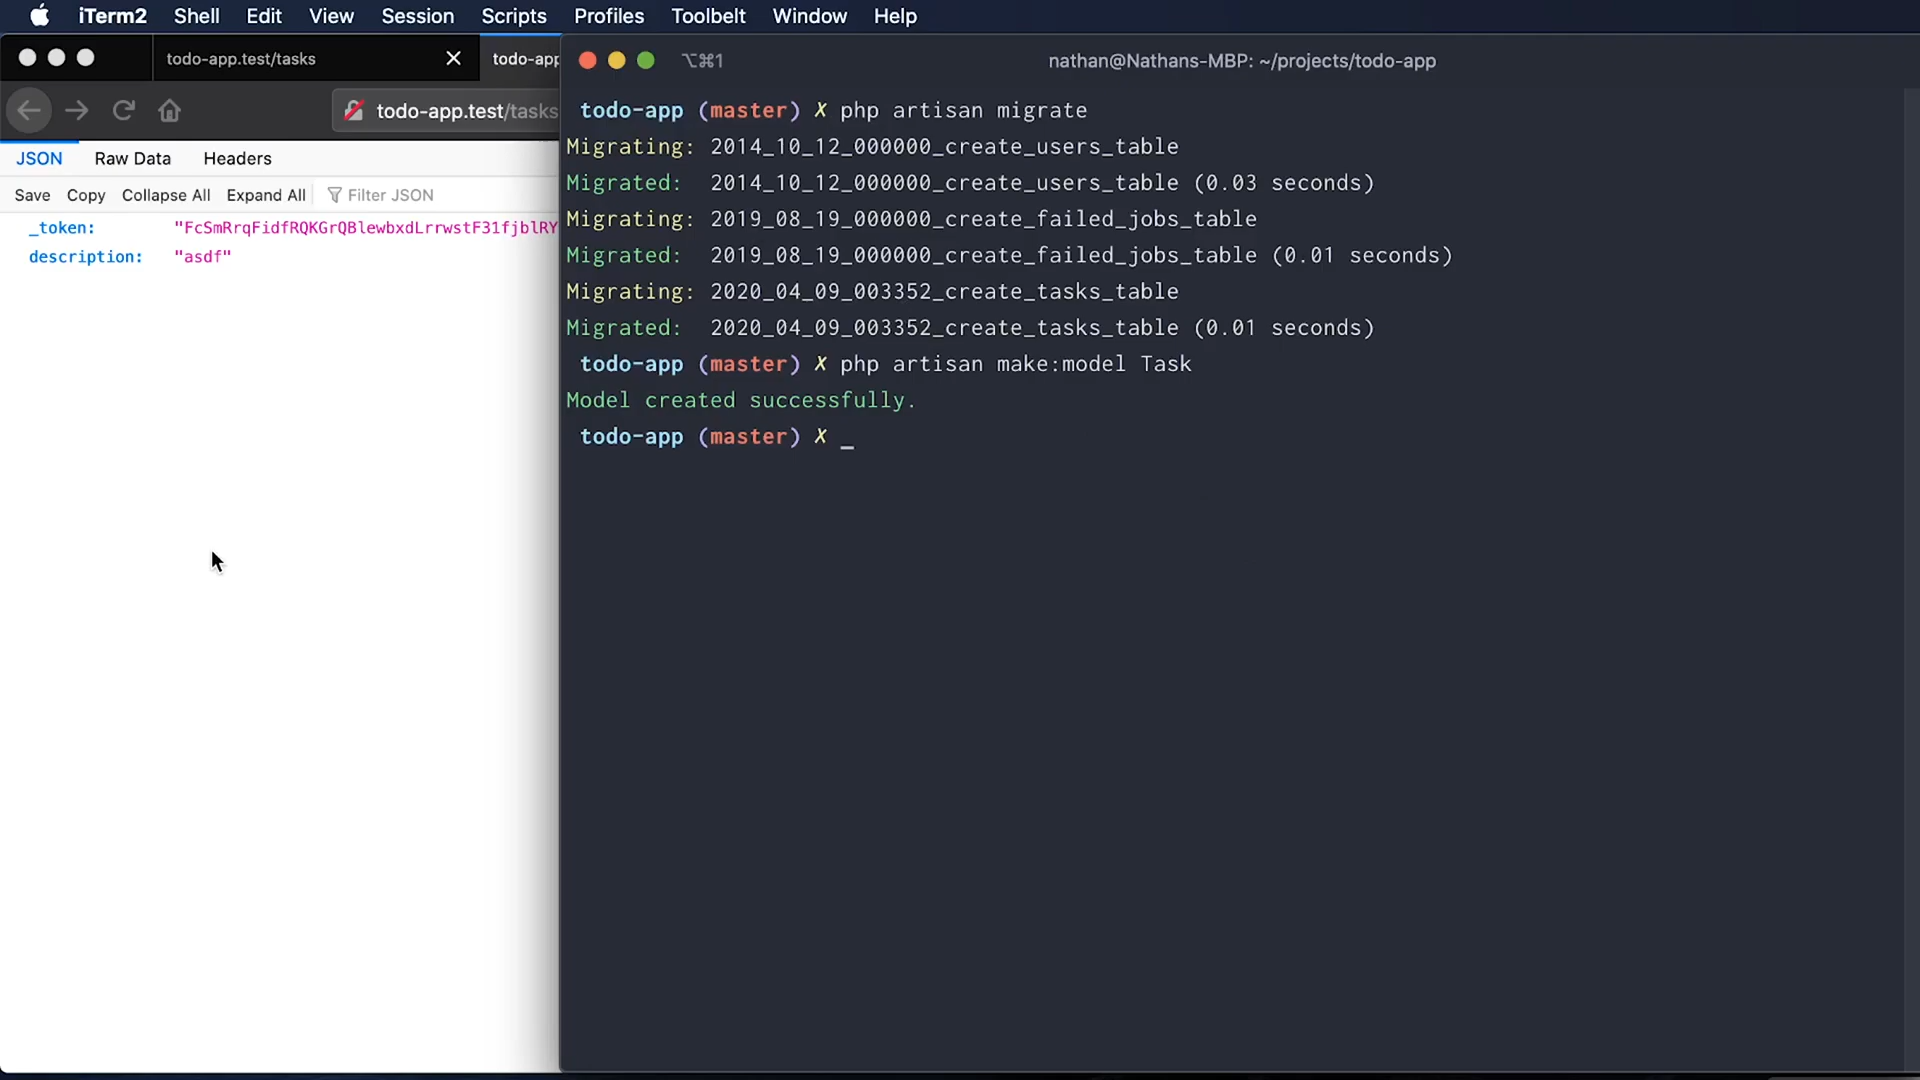 iTerm2 Shell Edit View Session Scripts Profiles Toolbelt Window Help
todo-app.test/tasks
todo-app
⌥⌘1
nathan@Nathans-MBP: ~/projects/todo-app
todo-app.test/tasks
JSON Raw Data Headers
Save Copy Collapse All Expand All Filter JSON
_token: "FcSmRrqFidfRQKGrQBlewbxdLrrwstF31fjblRY
description: "asdf"
todo-app (master) ✗ php artisan migrate
Migrating: 2014_10_12_000000_create_users_table
Migrated: 2014_10_12_000000_create_users_table (0.03 seconds)
Migrating: 2019_08_19_000000_create_failed_jobs_table
Migrated: 2019_08_19_000000_create_failed_jobs_table (0.01 seconds)
Migrating: 2020_04_09_003352_create_tasks_table
Migrated: 2020_04_09_003352_create_tasks_table (0.01 seconds)
todo-app (master) ✗ php artisan make:model Task
Model created successfully.
todo-app (master) ✗ _